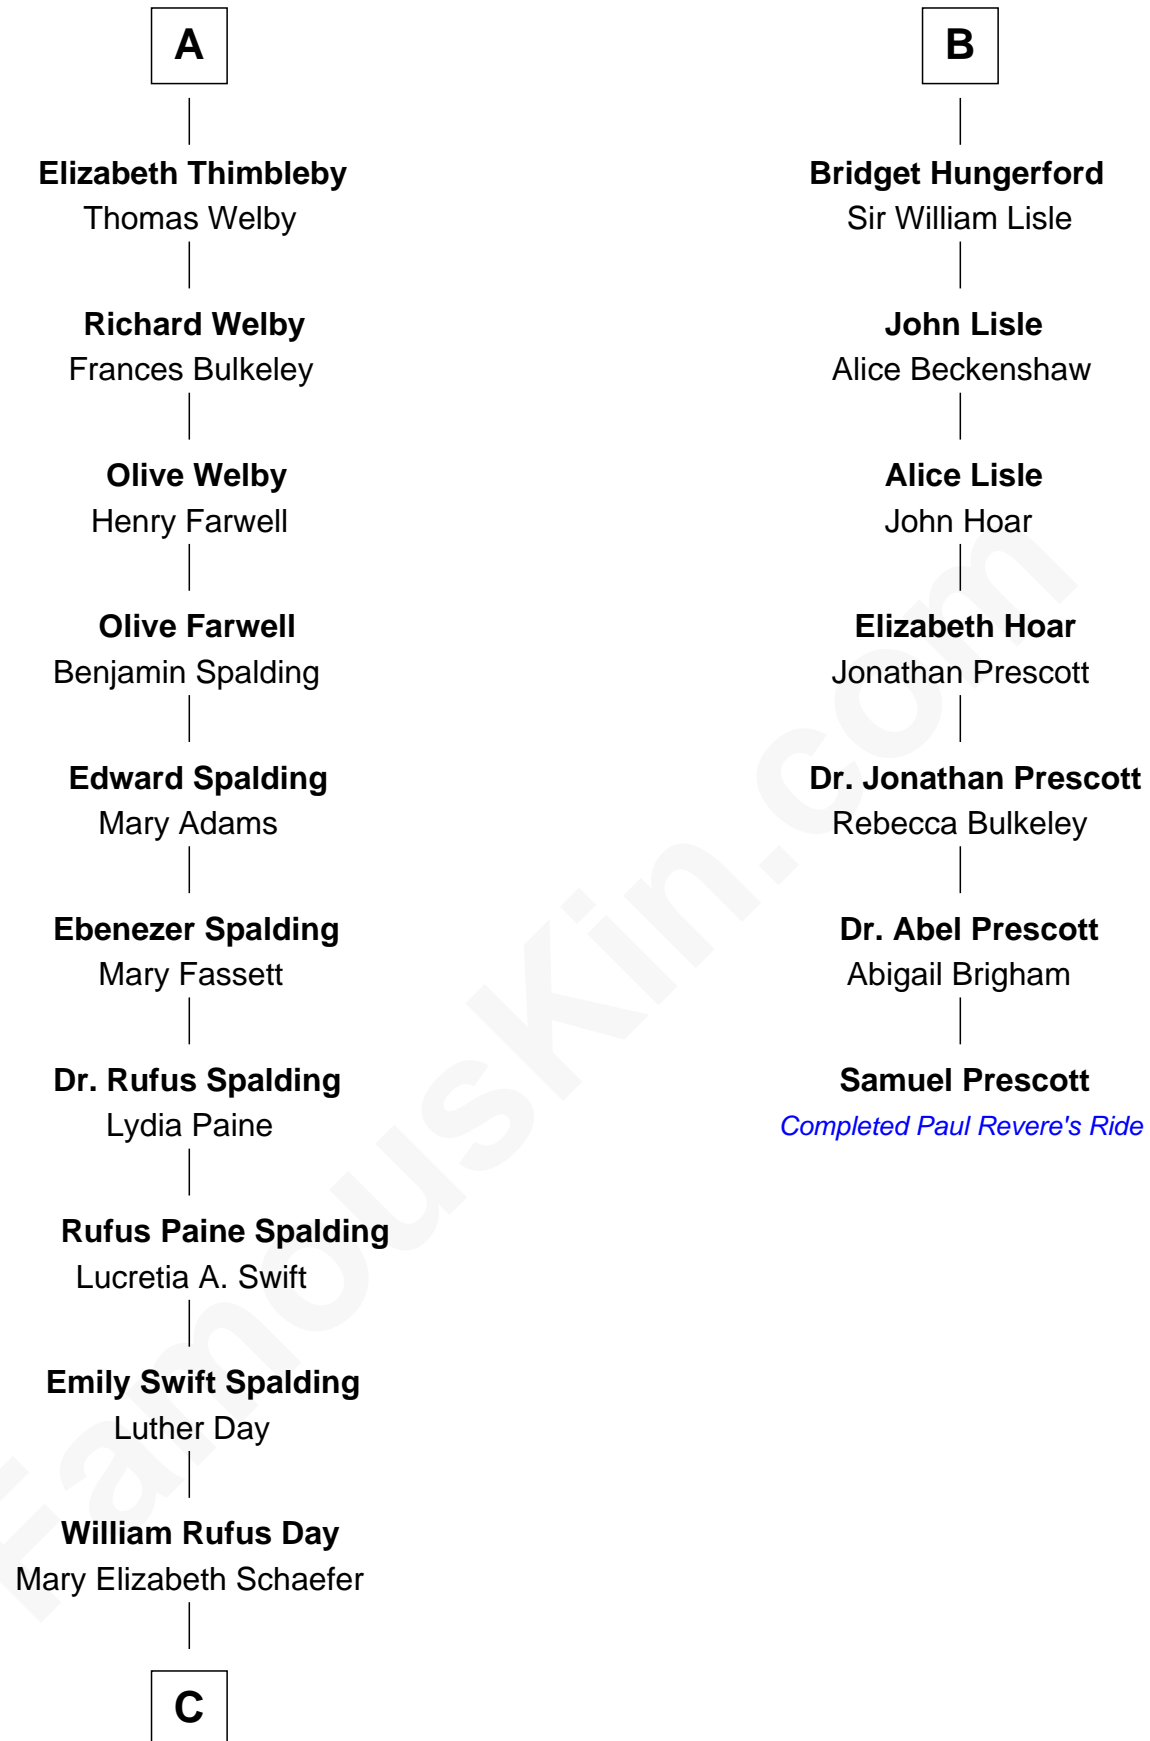 A
Elizabeth Thimbleby
Thomas Welby
Richard Welby
Frances Bulkeley
Olive Welby
Henry Farwell
Olive Farwell
Benjamin Spalding
Edward Spalding
Mary Adams
Ebenezer Spalding
Mary Fassett
Dr. Rufus Spalding
Lydia Paine
Rufus Paine Spalding
Lucretia A. Swift
Emily Swift Spalding
Luther Day
William Rufus Day
Mary Elizabeth Schaefer
C
B
Bridget Hungerford
Sir William Lisle
John Lisle
Alice Beckenshaw
Alice Lisle
John Hoar
Elizabeth Hoar
Jonathan Prescott
Dr. Jonathan Prescott
Rebecca Bulkeley
Dr. Abel Prescott
Abigail Brigham
Samuel Prescott
Completed Paul Revere's Ride
FamousKin.com